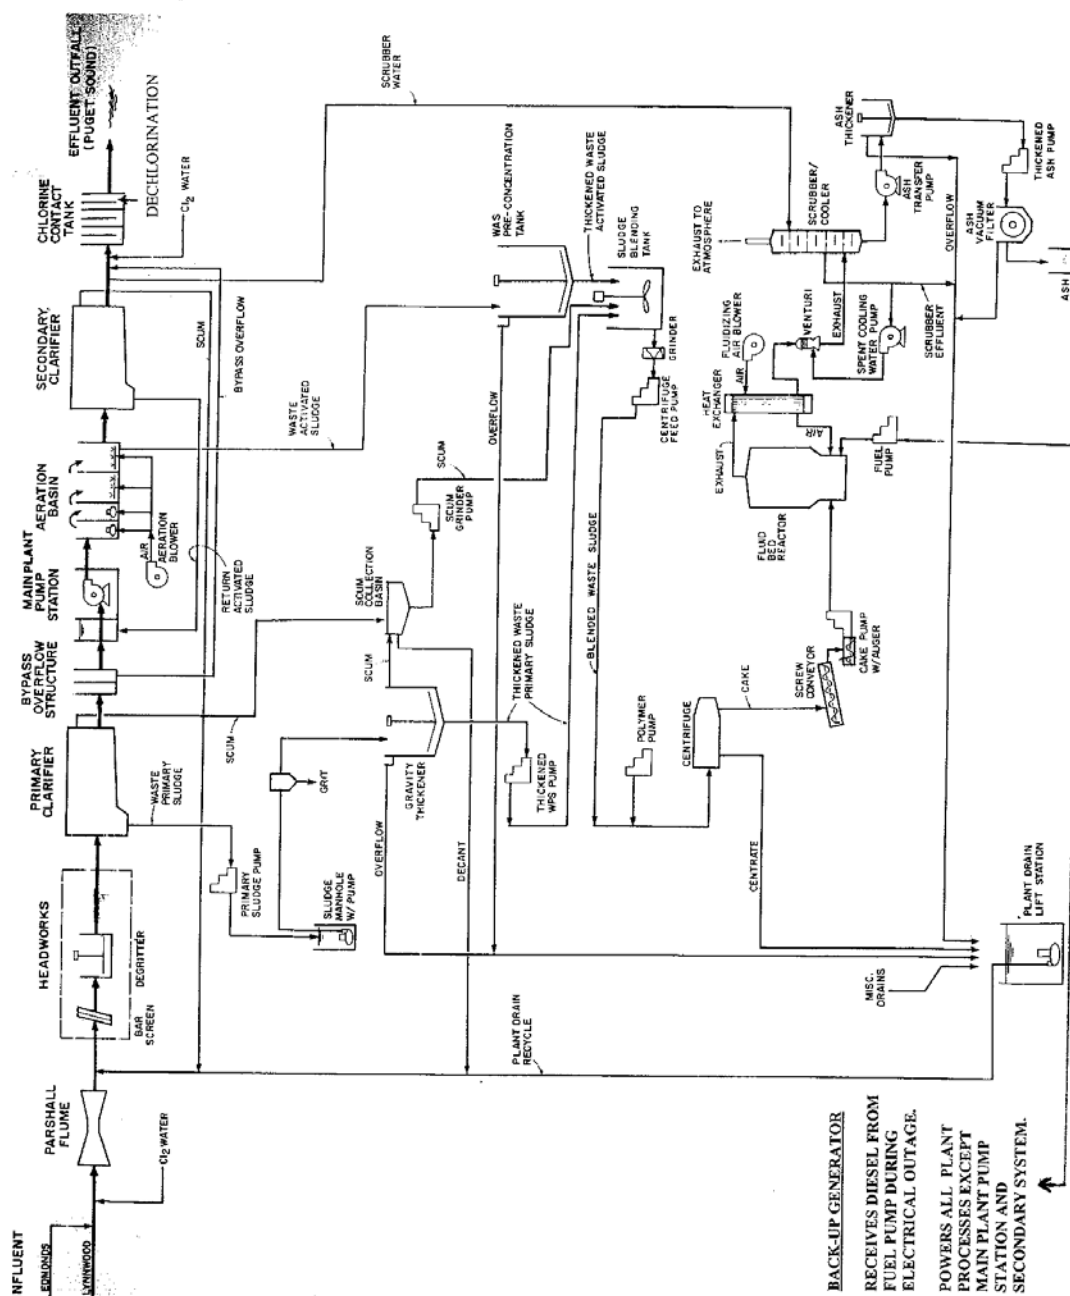 NFLUENT
EDMONDS
LYNNWOOD
Cl₂ WATER
PARSHALL
FLUME
HEADWORKS
BAR
SCREEN
DEGRITTER
PRIMARY
CLARIFIER
WASTE
PRIMARY
SLUDGE
SCUM
BYPASS
OVERFLOW
STRUCTURE
MAIN PLANT
PUMP
STATION
AIR
AERATION
BLOWER
RETURN
ACTIVATED
SLUDGE
AERATION
BASIN
SECONDARY
CLARIFIER
SCUM
BYPASS OVERFLOW
CHLORINE
CONTACT
TANK
Cl₂ WATER
DECHLORINATION
EFFLUENT OUTFALL
(PUGET SOUND)
SCRUBBER
WATER
PRIMARY
SLUDGE PUMP
SLUDGE
MANHOLE
W/PUMP
GRIT
OVERFLOW
GRAVITY
THICKENER
SCUM
SCUM
COLLECTION
BASIN
DECANT
SCUM
GRINDER
PUMP
SCUM
THICKENED WASTE
PRIMARY SLUDGE
THICKENED
WPS PUMP
WASTE
ACTIVATED
SLUDGE
OVERFLOW
WAS
PRE-CONCENTRATION
TANK
THICKENED WASTE
ACTIVATED SLUDGE
SLUDGE
BLENDING
TANK
GRINDER
CENTRIFUGE
FEED PUMP
BLENDED WASTE SLUDGE
POLYMER
PUMP
CENTRIFUGE
CAKE
CENTRATE
SCREW
CONVEYOR
CAKE PUMP
W/AUGER
FLUID
BED
REACTOR
EXHAUST
HEAT
EXCHANGER
AIR
AIR
FLUIDIZING
AIR BLOWER
FUEL
PUMP
VENTURI
EXHAUST
EXHAUST TO
ATMOSPHERE
SCRUBBER/
COOLER
SPENT COOLING
WATER PUMP
SCRUBBER
EFFLUENT
ASH
TRANSFER
PUMP
ASH
THICKENER
OVERFLOW
THICKENED
ASH PUMP
ASH
VACUUM
FILTER
ASH
PLANT DRAIN
RECYCLE
MISC.
DRAINS
PLANT DRAIN
LIFT STATION
BACK-UP GENERATOR
RECEIVES DIESEL FROM
FUEL PUMP DURING
ELECTRICAL OUTAGE.
POWERS ALL PLANT
PROCESSES EXCEPT
MAIN PLANT PUMP
STATION AND
SECONDARY SYSTEM.